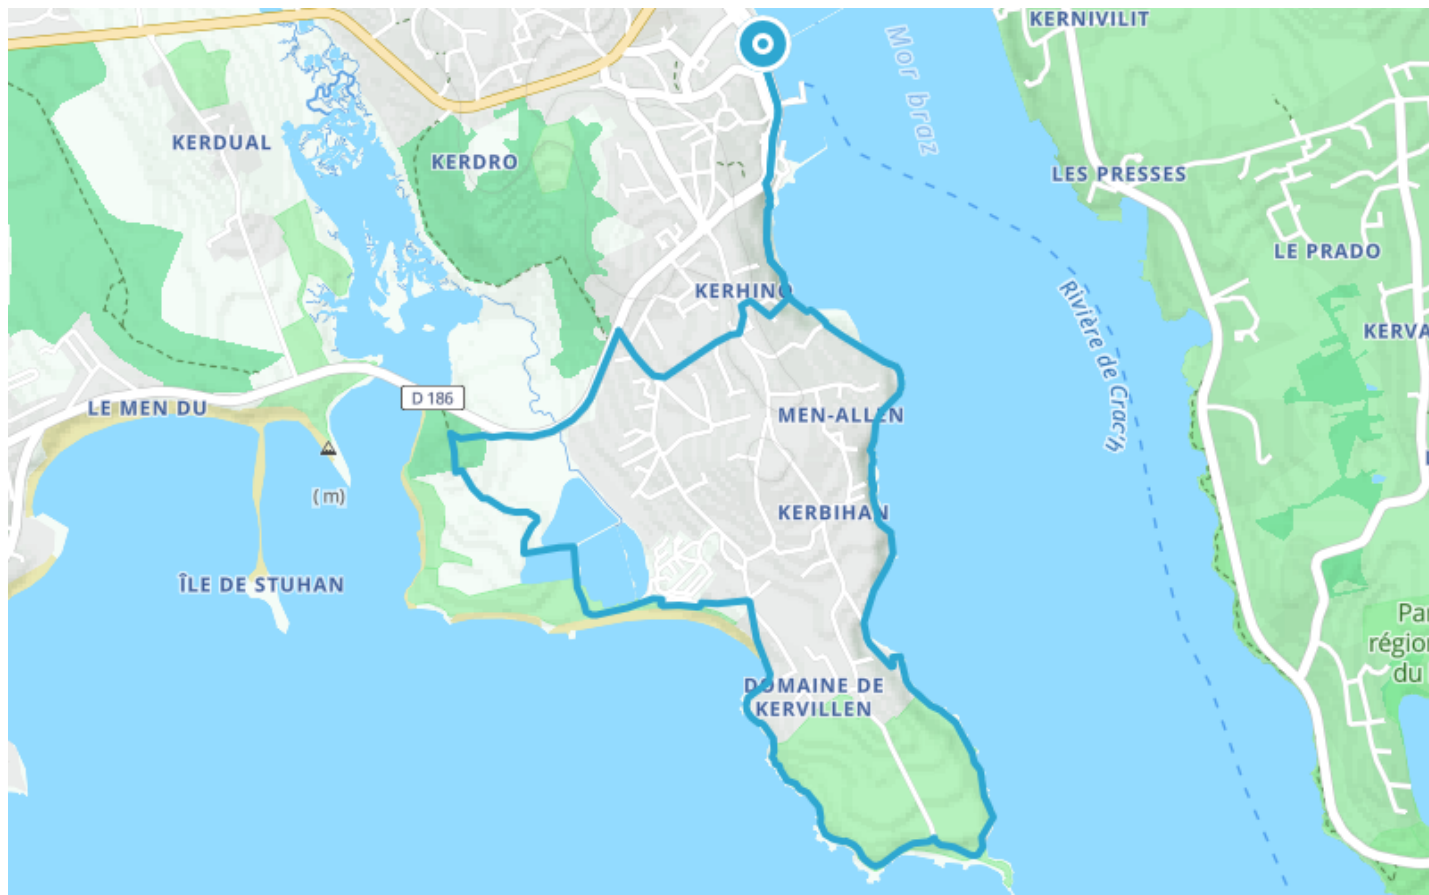 KERNIVILIT
Mor braz
KERDUAL
KERDRO
LES PRESSES
LE PRADO
KERHINO
Rivière de Crac'h
KERVA
D 186
LE MEN DU
MEN-ALLEN
( m)
KERBIHAN
ÎLE DE STUHAN
Par
région
du
DOMAINE DE
KERVILLEN